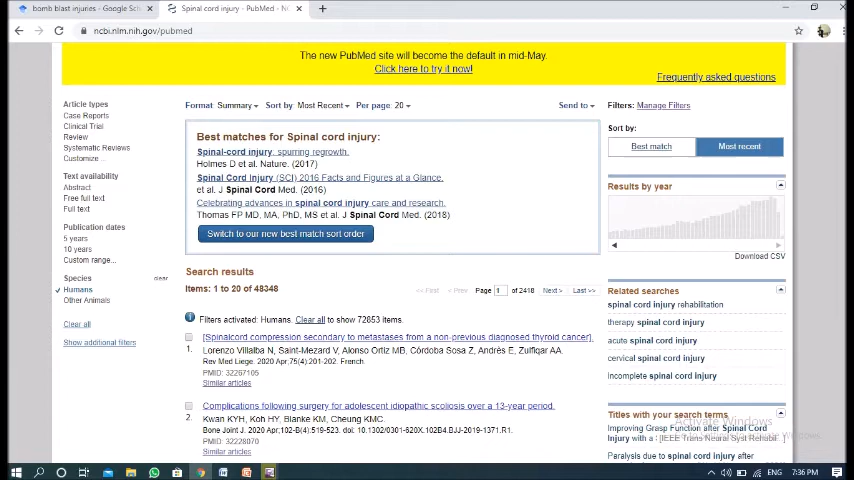 bomb blast injuries - Google Sch
Spinal cord injury - PubMed - NC
ncbi.nlm.nih.gov/pubmed
The new PubMed site will become the default in mid-May.
Click here to try it now!
Frequently asked questions
Article types
Case Reports
Clinical Trial
Review
Systematic Reviews
Customize ...
Text availability
Abstract
Free full text
Full text
Publication dates
5 years
10 years
Custom range...
Species
clear
Humans
Other Animals
Clear all
Show additional filters
Format: Summary Sort by: Most Recent Per page: 20
Send to
Best matches for Spinal cord injury:
Spinal-cord injury: spurring regrowth.
Holmes D et al. Nature. (2017)
Spinal Cord Injury (SCI) 2016 Facts and Figures at a Glance.
et al. J Spinal Cord Med. (2016)
Celebrating advances in spinal cord injury care and research.
Thomas FP MD, MA, PhD, MS et al. J Spinal Cord Med. (2018)
Switch to our new best match sort order
Search results
Items: 1 to 20 of 48348
<< First < Prev Page 1 of 2418 Next > Last >>
Filters activated: Humans. Clear all to show 72853 items.
[Spinalcord compression secondary to metastases from a non-previous diagnosed thyroid cancer].
1. Lorenzo Villalba N, Saint-Mezard V, Alonso Ortiz MB, Córdoba Sosa Z, Andrès E, Zulfiqar AA.
Rev Med Liege. 2020 Apr;75(4):201-202. French.
PMID: 32267105
Similar articles
Complications following surgery for adolescent idiopathic scoliosis over a 13-year period.
2. Kwan KYH, Koh HY, Blanke KM, Cheung KMC.
Bone Joint J. 2020 Apr;102-B(4):519-523. doi: 10.1302/0301-620X.102B4.BJJ-2019-1371.R1.
PMID: 32228070
Similar articles
Filters: Manage Filters
Sort by:
Best match
Most recent
Results by year
Download CSV
Related searches
spinal cord injury rehabilitation
therapy spinal cord injury
acute spinal cord injury
cervical spinal cord injury
incomplete spinal cord injury
Titles with your search terms
Improving Grasp Function after Spinal Cord
Injury with a
Paralysis due to spinal cord Injury after
Activate Windows
ENG
7:36 PM